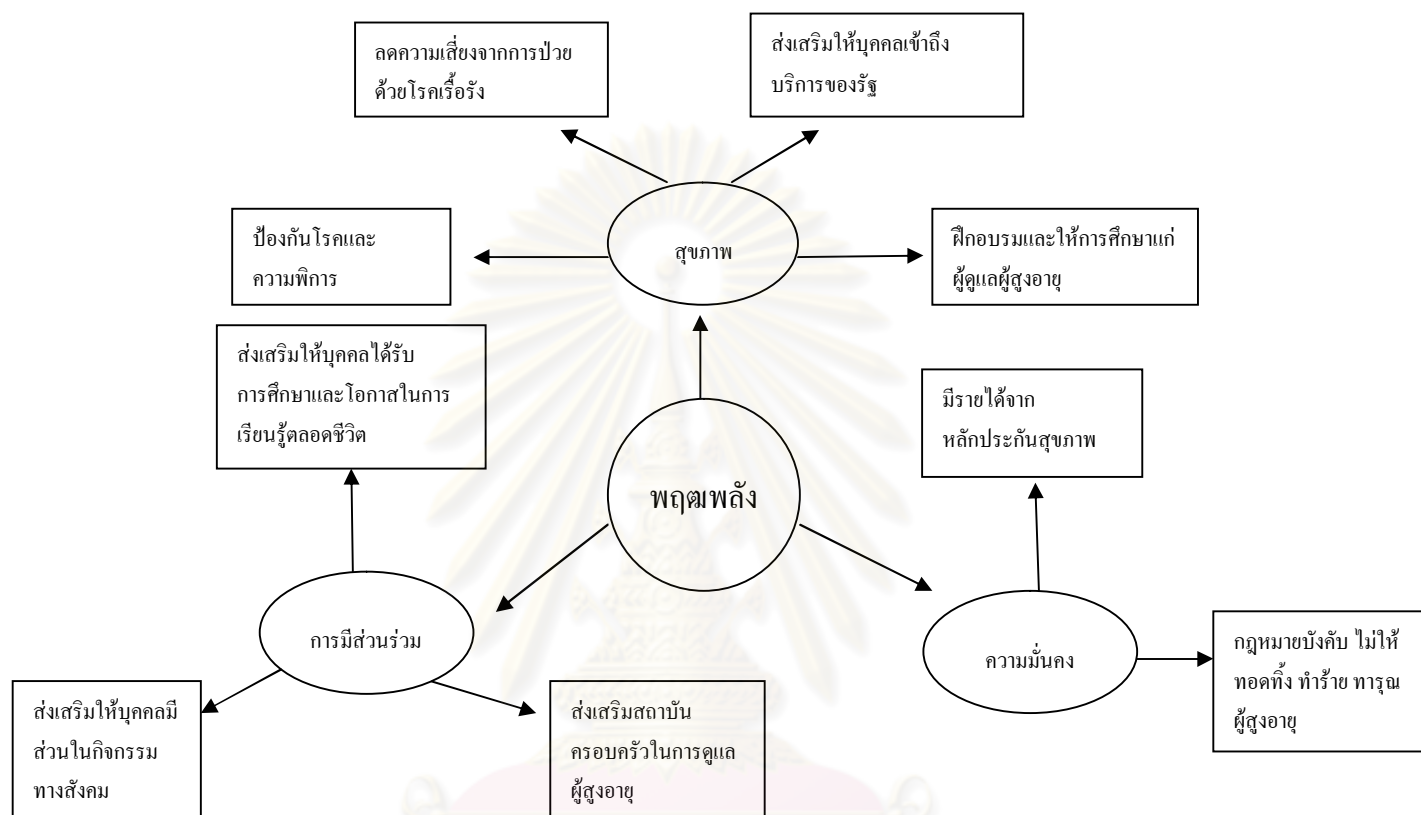 ลดความเสี่ยงจากการป่วย
ด้วยโรคเรื้อรัง
ส่งเสริมให้บุคคลเข้าถึง
บริการของรัฐ
ป้องกันโรคและ
ความพิการ
สุขภาพ
ฝึกอบรมและให้การศึกษาแก่
ผู้ดูแลผู้สูงอายุ
ส่งเสริมให้บุคคลได้รับ
การศึกษาและโอกาสในการ
เรียนรู้ตลอดชีวิต
มีรายได้จาก
หลักประกันสุขภาพ
พฤฒพลัง
การมีส่วนร่วม
ความมั่นคง
กฎหมายบังคับ ไม่ให้
ทอดทิ้ง ทำร้าย ทารุณ
ผู้สูงอายุ
ส่งเสริมให้บุคคลมี
ส่วนในกิจกรรม
ทางสังคม
ส่งเสริมสถาบัน
ครอบครัวในการดูแล
ผู้สูงอายุ